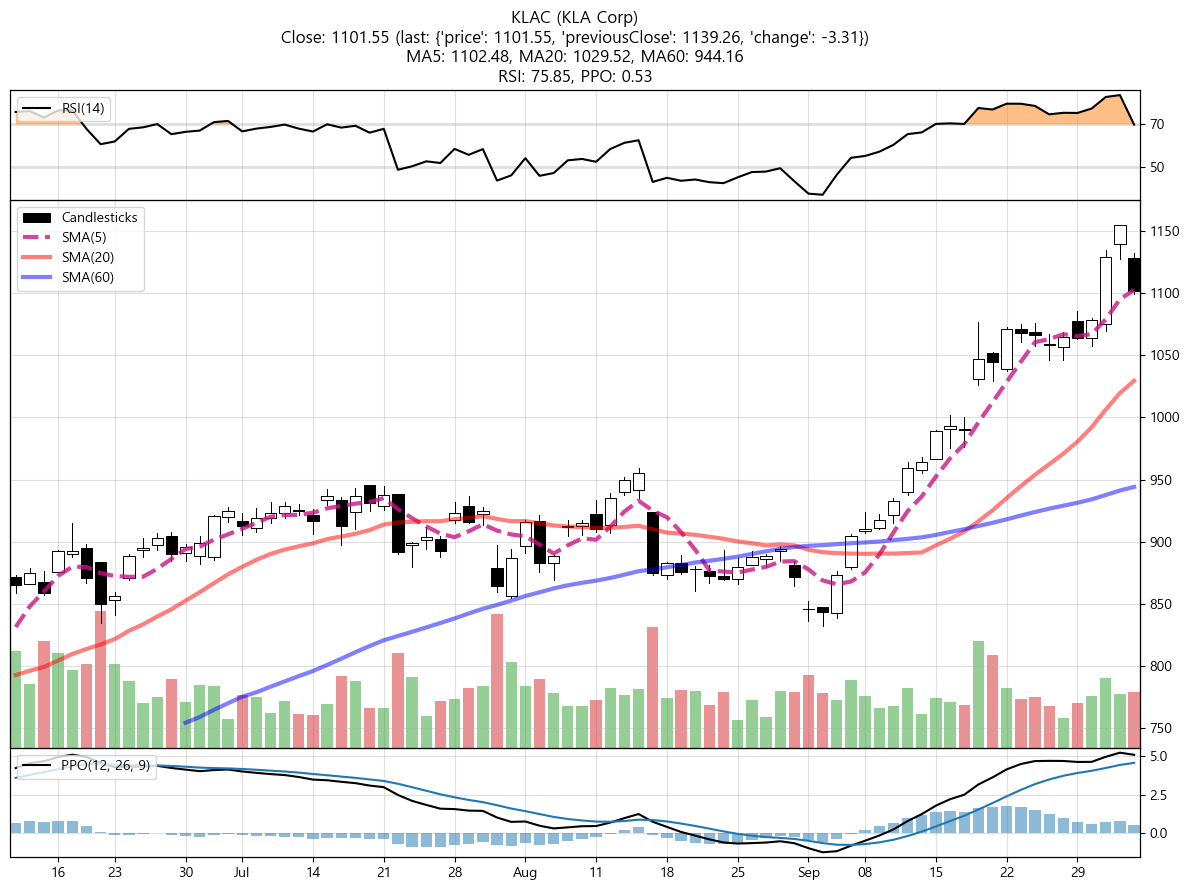 KLAC (KLA Corp)
Close: 1101.55 (last: {'price': 1101.55, 'previousClose': 1139.26, 'change': -3.31})
MA5: 1102.48, MA20: 1029.52, MA60: 944.16
RSI: 75.85, PPO: 0.53
RSI(14)
70
50
Candlesticks
SMA(5)
SMA(20)
SMA(60)
1150
1100
1050
1000
950
900
850
800
750
PPO(12, 26, 9)
5.0
2.5
0.0
16 23 30 Jul 14 21 28 Aug 11 18 25 Sep 08 15 22 29